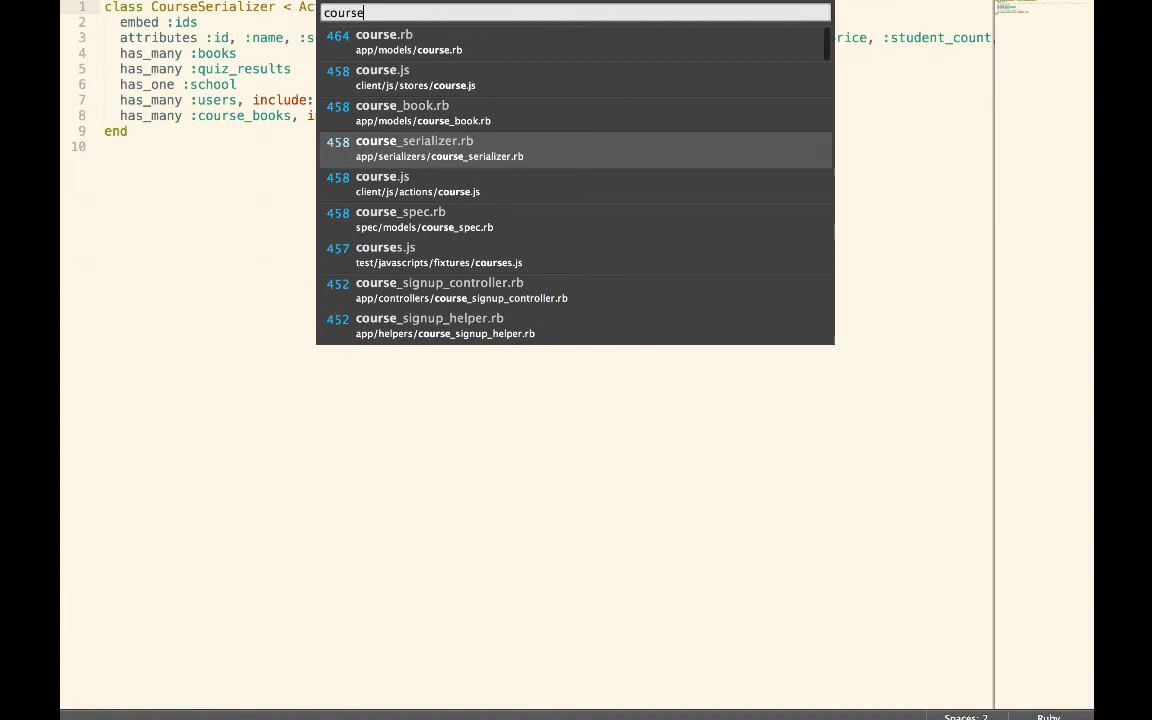 course
1 class CourseSerializer < Ac
2 embed :ids
3 attributes :id, :name, :s rice, :student_count,
4 has_many :books
5 has_many :quiz_results
6 has_one :school
7 has_many :users, include:
8 has_many :course_books, i
9 end
10
464 course.rb
app/models/course.rb
458 course.js
client/js/stores/course.js
458 course_book.rb
app/models/course_book.rb
458 course_serializer.rb
app/serializers/course_serializer.rb
458 course.js
client/js/actions/course.js
458 course_spec.rb
spec/models/course_spec.rb
457 courses.js
test/javascripts/fixtures/courses.js
452 course_signup_controller.rb
app/controllers/course_signup_controller.rb
452 course_signup_helper.rb
app/helpers/course_signup_helper.rb
Spaces: 2 Ruby